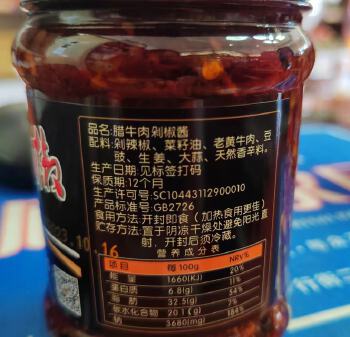 品名：腊牛肉剁椒酱
配料：剁辣椒、菜籽油、老黄牛肉、豆
豉、生姜、大蒜、天然香辛料。
生产日期：见标签打码
保质期：12个月
生产许可号：SC10443112900010
产品标准号：GB2726
食用方法：开封即食（加热食用更佳）
贮存方法：置于阴凉干燥处避免阳光直
射，开封后须冷藏。
营养成分表
项目 每100g NRV%
能量 1660(KJ) 20%
蛋白质 6.8(g) 11%
脂肪 32.5(g) 54%
碳水化合物 20.1(g) 7%
钠 3680(mg) 184%
椒
10.16